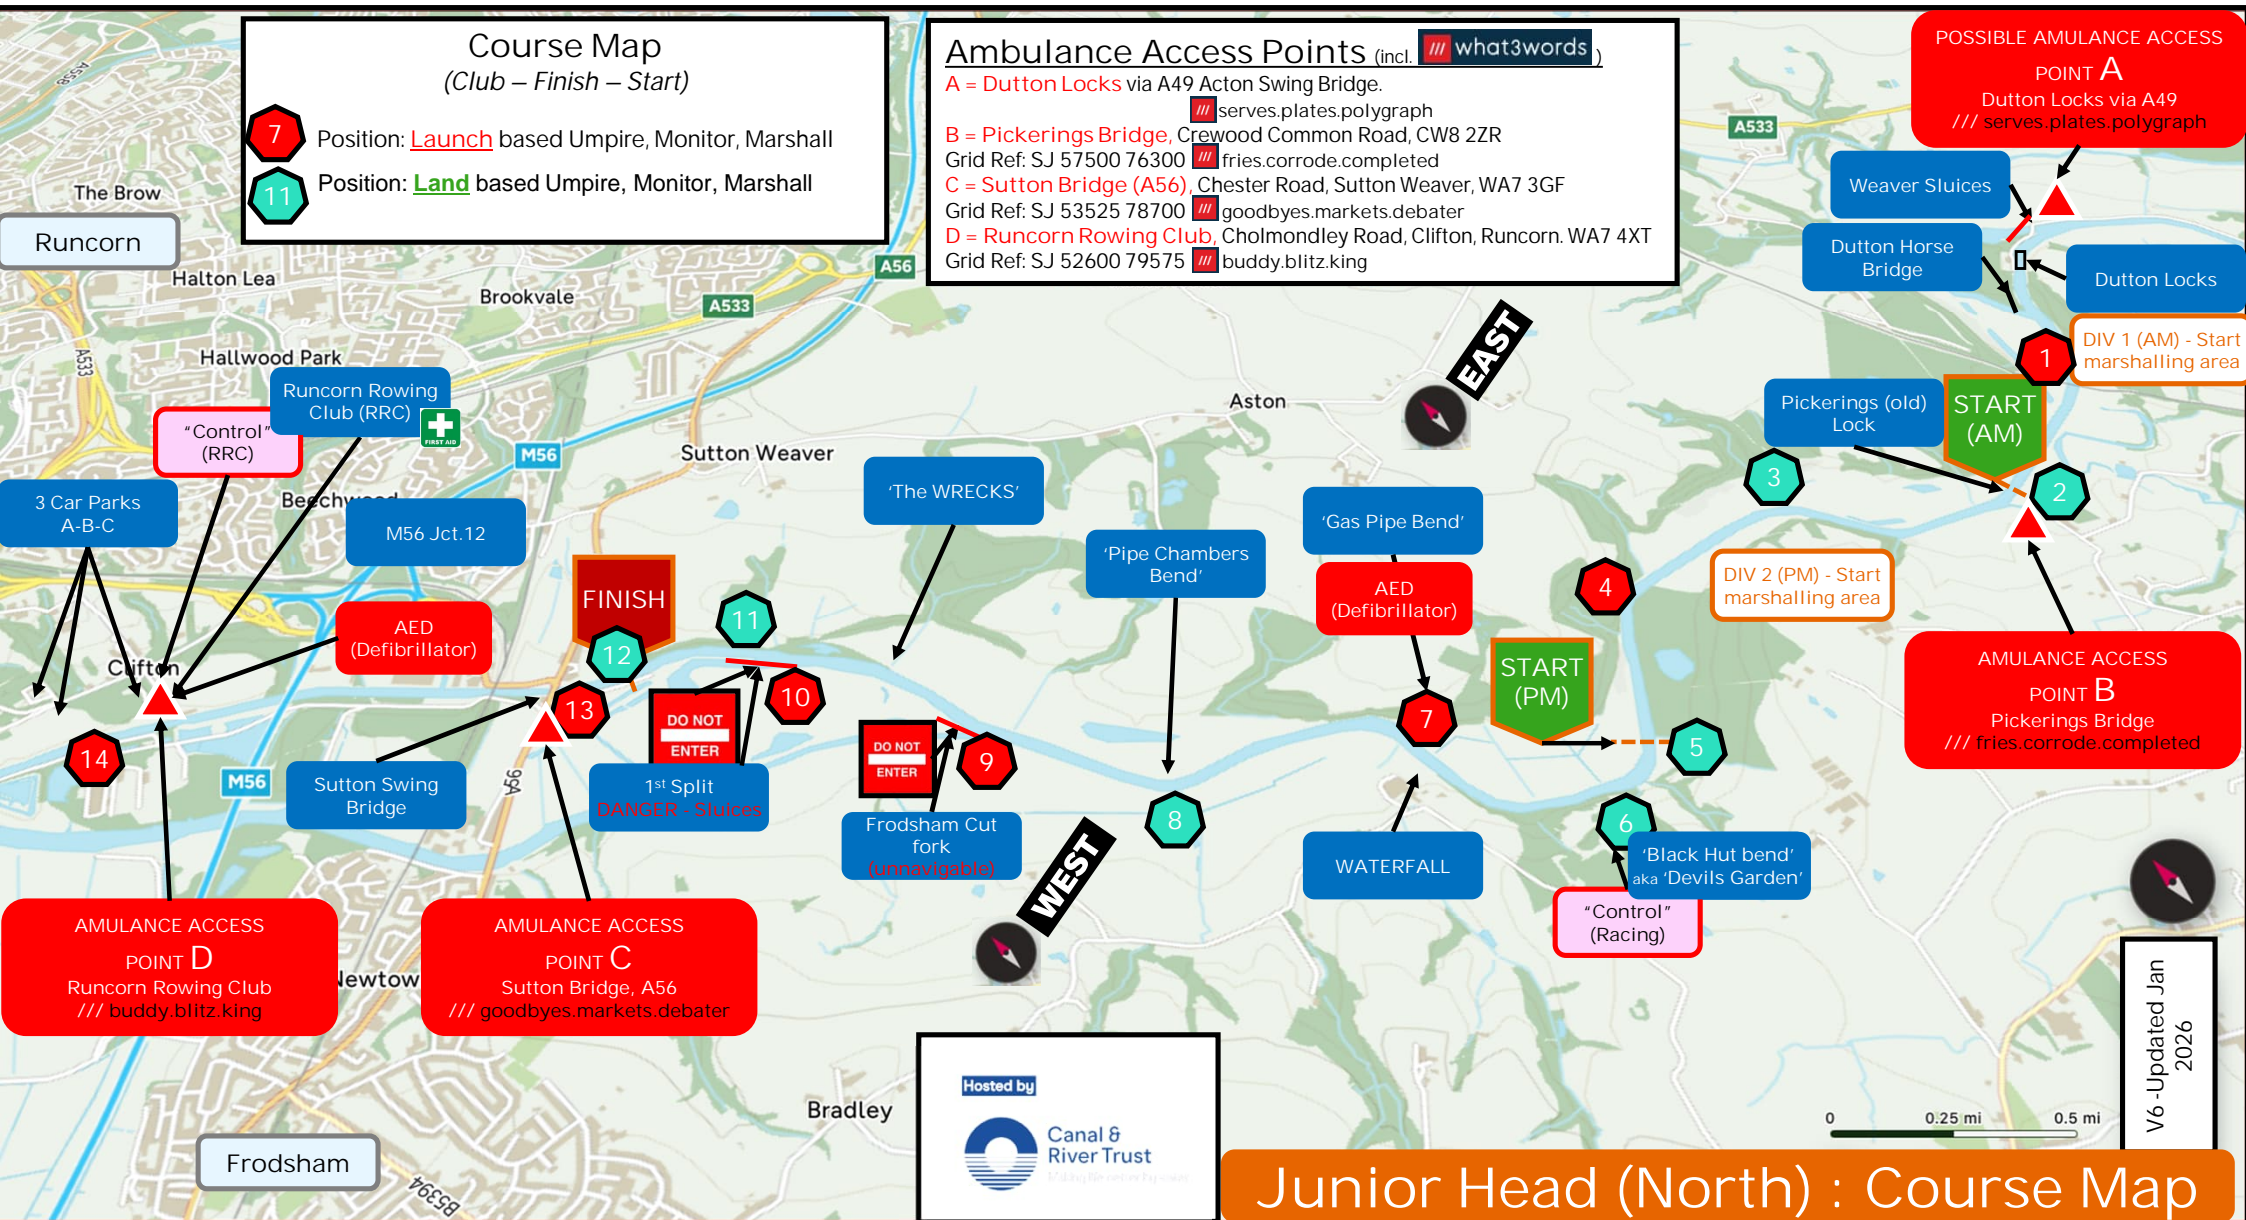 Course Map
(Club – Finish – Start)
7
Position: Launch based Umpire, Monitor, Marshall
11
Position: Land based Umpire, Monitor, Marshall
Ambulance Access Points (incl. /// what3words )
A = Dutton Locks via A49 Acton Swing Bridge.
/// serves.plates.polygraph
B = Pickerings Bridge, Crewood Common Road, CW8 2ZR
Grid Ref: SJ 57500 76300 /// fries.corrode.completed
C = Sutton Bridge (A56), Chester Road, Sutton Weaver, WA7 3GF
Grid Ref: SJ 53525 78700 /// goodbyes.markets.debater
D = Runcorn Rowing Club, Cholmondley Road, Clifton, Runcorn. WA7 4XT
Grid Ref: SJ 52600 79575 /// buddy.blitz.king
POSSIBLE AMULANCE ACCESS
POINT A
Dutton Locks via A49
/// serves.plates.polygraph
A558
A533
The Brow
Runcorn
Weaver Sluices
Dutton Horse
Bridge
Dutton Locks
Halton Lea
Brookvale
A56
A533
A533
Hallwood Park
EAST
1
DIV 1 (AM) - Start
marshalling area
Runcorn Rowing
Club (RRC)
FIRST AID
"Control"
(RRC)
Aston
Pickerings (old)
Lock
START
(AM)
M56
Sutton Weaver
3 Car Parks
A-B-C
Beechwood
M56 Jct.12
'The WRECKS'
'Pipe Chambers
Bend'
'Gas Pipe Bend'
AED
(Defibrillator)
3
2
4
DIV 2 (PM) - Start
marshalling area
FINISH
11
12
AED
(Defibrillator)
Clifton
10
13
14
DO NOT
ENTER
DO NOT
ENTER
9
7
START
(PM)
5
AMULANCE ACCESS
POINT B
Pickerings Bridge
/// fries.corrode.completed
M56
Sutton Swing
Bridge
A56
1st Split
DANGER - Sluices
Frodsham Cut
fork
(unnavigable)
8
WEST
WATERFALL
6
'Black Hut bend'
aka 'Devils Garden'
"Control"
(Racing)
AMULANCE ACCESS
POINT D
Runcorn Rowing Club
/// buddy.blitz.king
Newtow
AMULANCE ACCESS
POINT C
Sutton Bridge, A56
/// goodbyes.markets.debater
V6 -Updated Jan
2026
Hosted by
Canal &
River Trust
Bradley
Frodsham
B5394
0 0.25 mi 0.5 mi
Junior Head (North) : Course Map